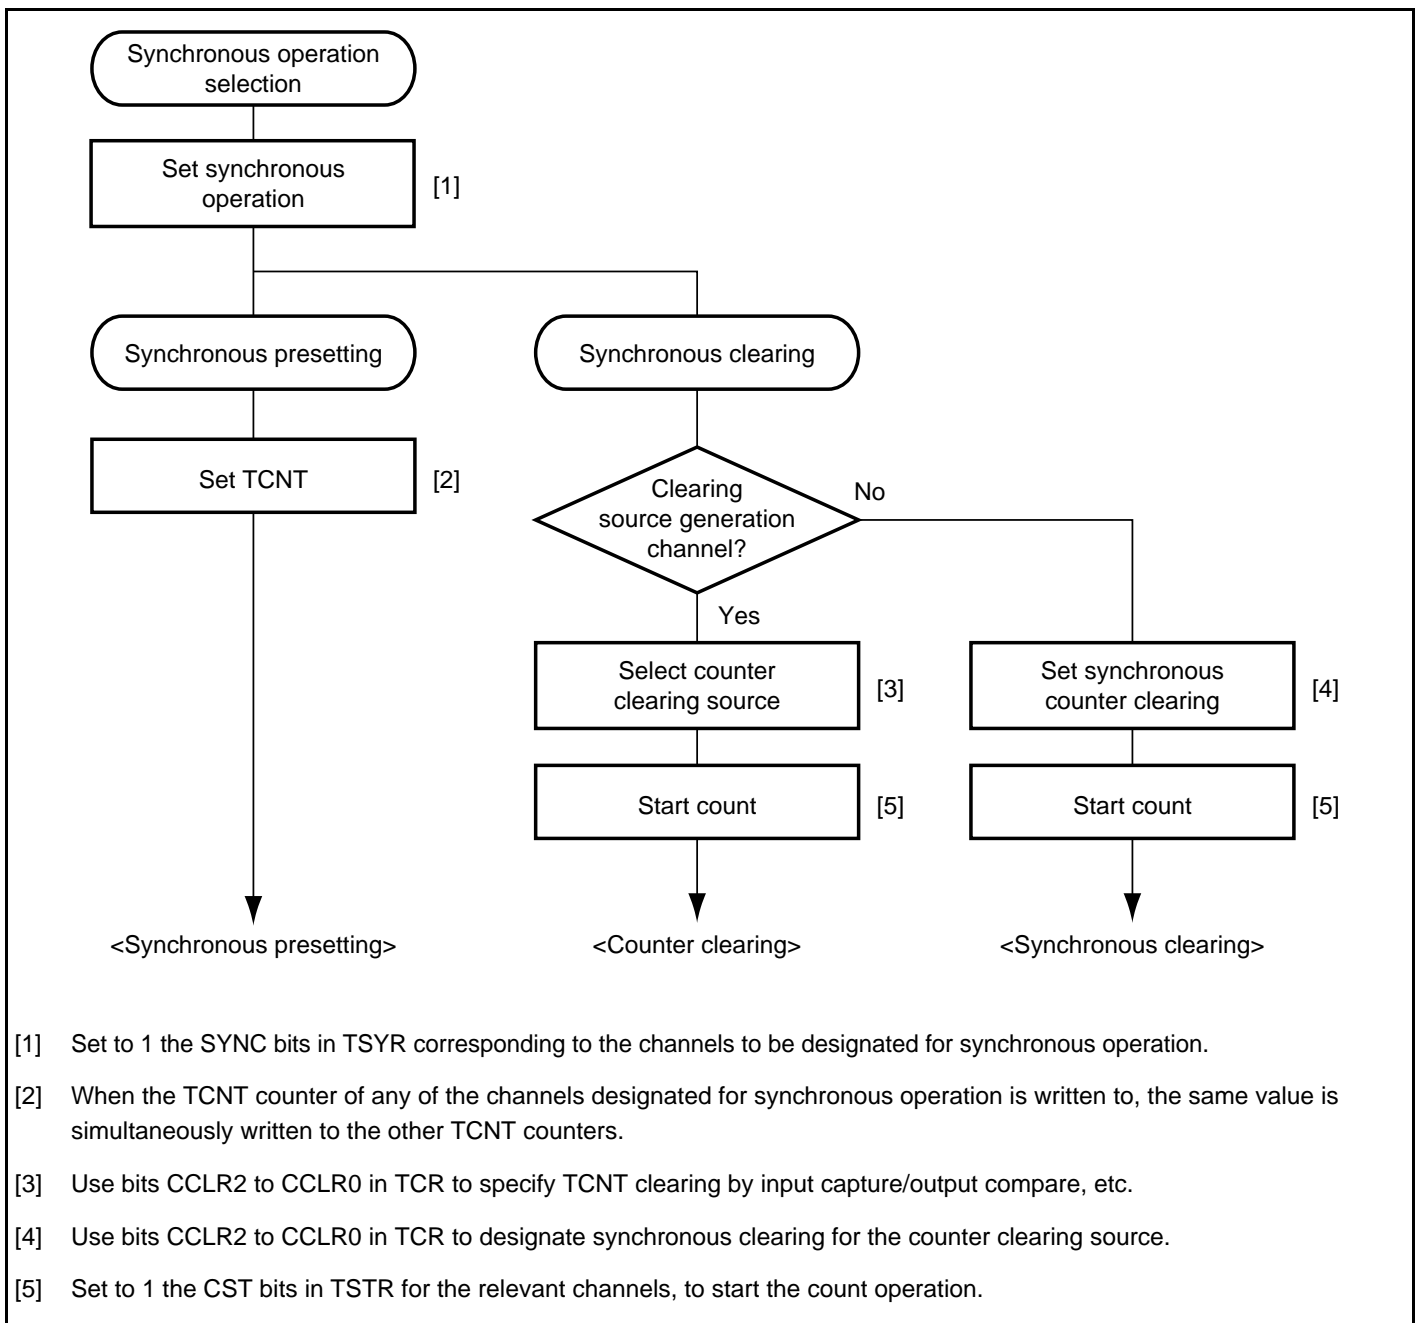 Synchronous operation
selection
Set synchronous
operation
[1]
Synchronous presetting
Synchronous clearing
Set TCNT
[2]
Clearing
source generation
channel?
No
Yes
Select counter
clearing source
[3]
Set synchronous
counter clearing
[4]
Start count
[5]
Start count
[5]
<Synchronous presetting>
<Counter clearing>
<Synchronous clearing>
[1] Set to 1 the SYNC bits in TSYR corresponding to the channels to be designated for synchronous operation.
[2] When the TCNT counter of any of the channels designated for synchronous operation is written to, the same value is
simultaneously written to the other TCNT counters.
[3] Use bits CCLR2 to CCLR0 in TCR to specify TCNT clearing by input capture/output compare, etc.
[4] Use bits CCLR2 to CCLR0 in TCR to designate synchronous clearing for the counter clearing source.
[5] Set to 1 the CST bits in TSTR for the relevant channels, to start the count operation.